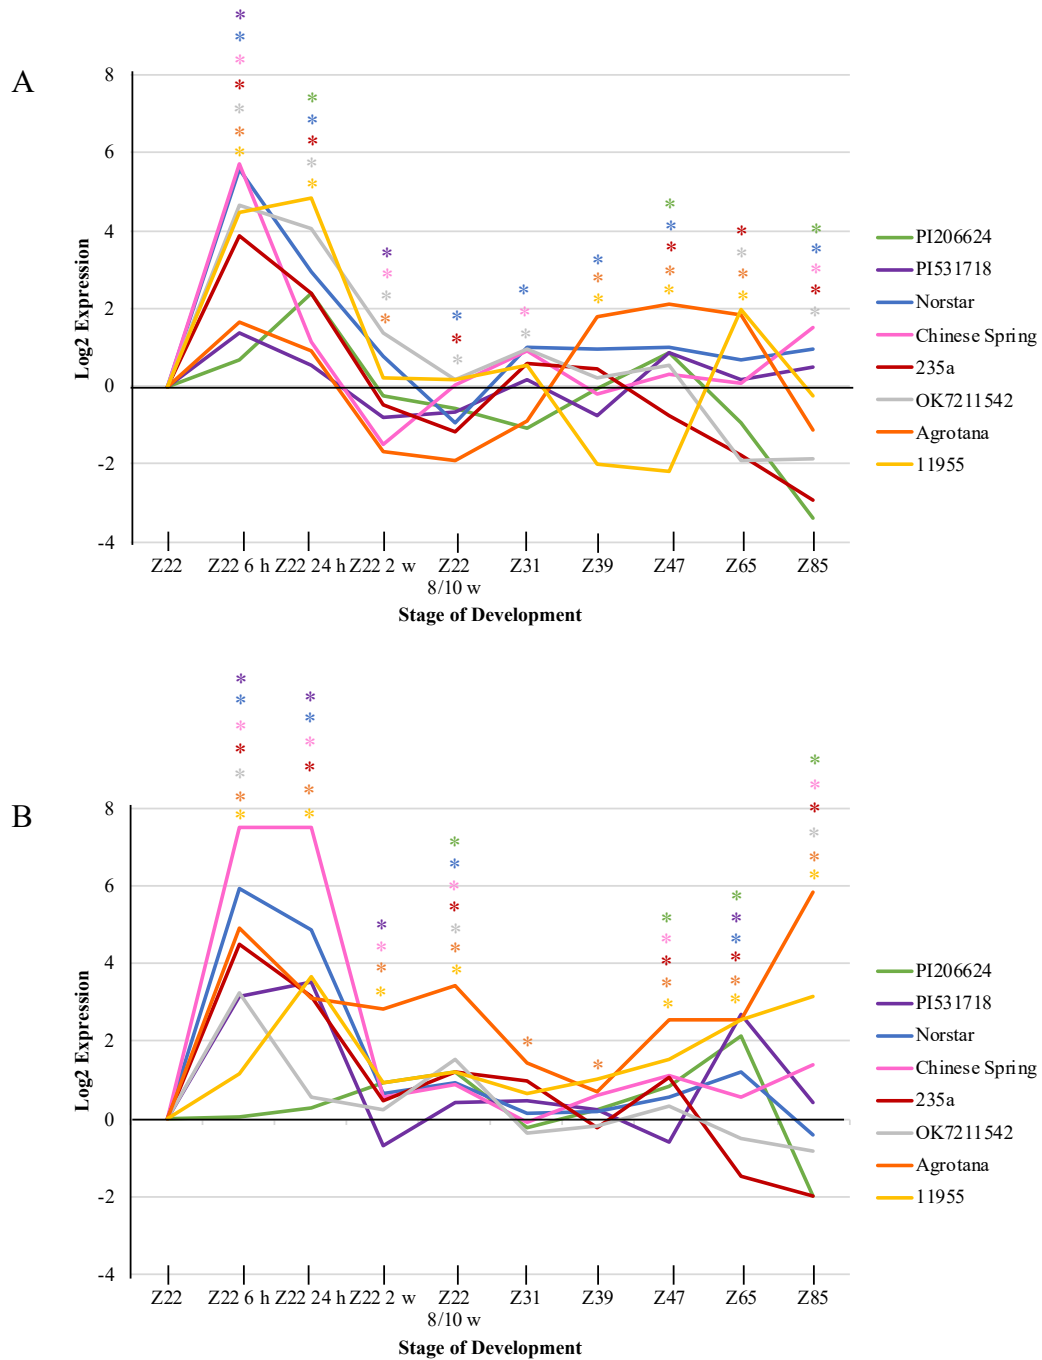 A
8
6
4
2
0
-2
-4
Log2 Expression
* * * * * * *
* * * * *
* * * *
* * *
* * *
* * *
* * * * *
* * * *
* * * * *
Z22 Z22 6 h Z22 24 h Z22 2 w Z22 Z31 Z39 Z47 Z65 Z85
8/10 w
Stage of Development
PI206624
PI531718
Norstar
Chinese Spring
235a
OK7211542
Agrotana
11955
B
8
6
4
2
0
-2
-4
Log2 Expression
* * * * * * *
* * * * * *
* * * *
* * * * * * *
*
*
* * * * *
* * * * * *
* * * * * *
Z22 Z22 6 h Z22 24 h Z22 2 w Z22 Z31 Z39 Z47 Z65 Z85
8/10 w
Stage of Development
PI206624
PI531718
Norstar
Chinese Spring
235a
OK7211542
Agrotana
11955